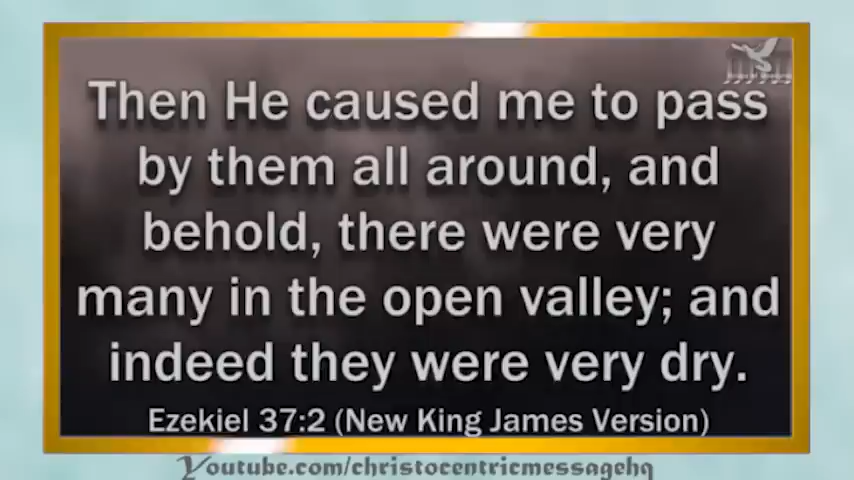 Then He caused me to pass
by them all around, and
behold, there were very
many in the open valley; and
indeed they were very dry.
Ezekiel 37:2 (New King James Version)
Youtube.com/christocentricmessagehq